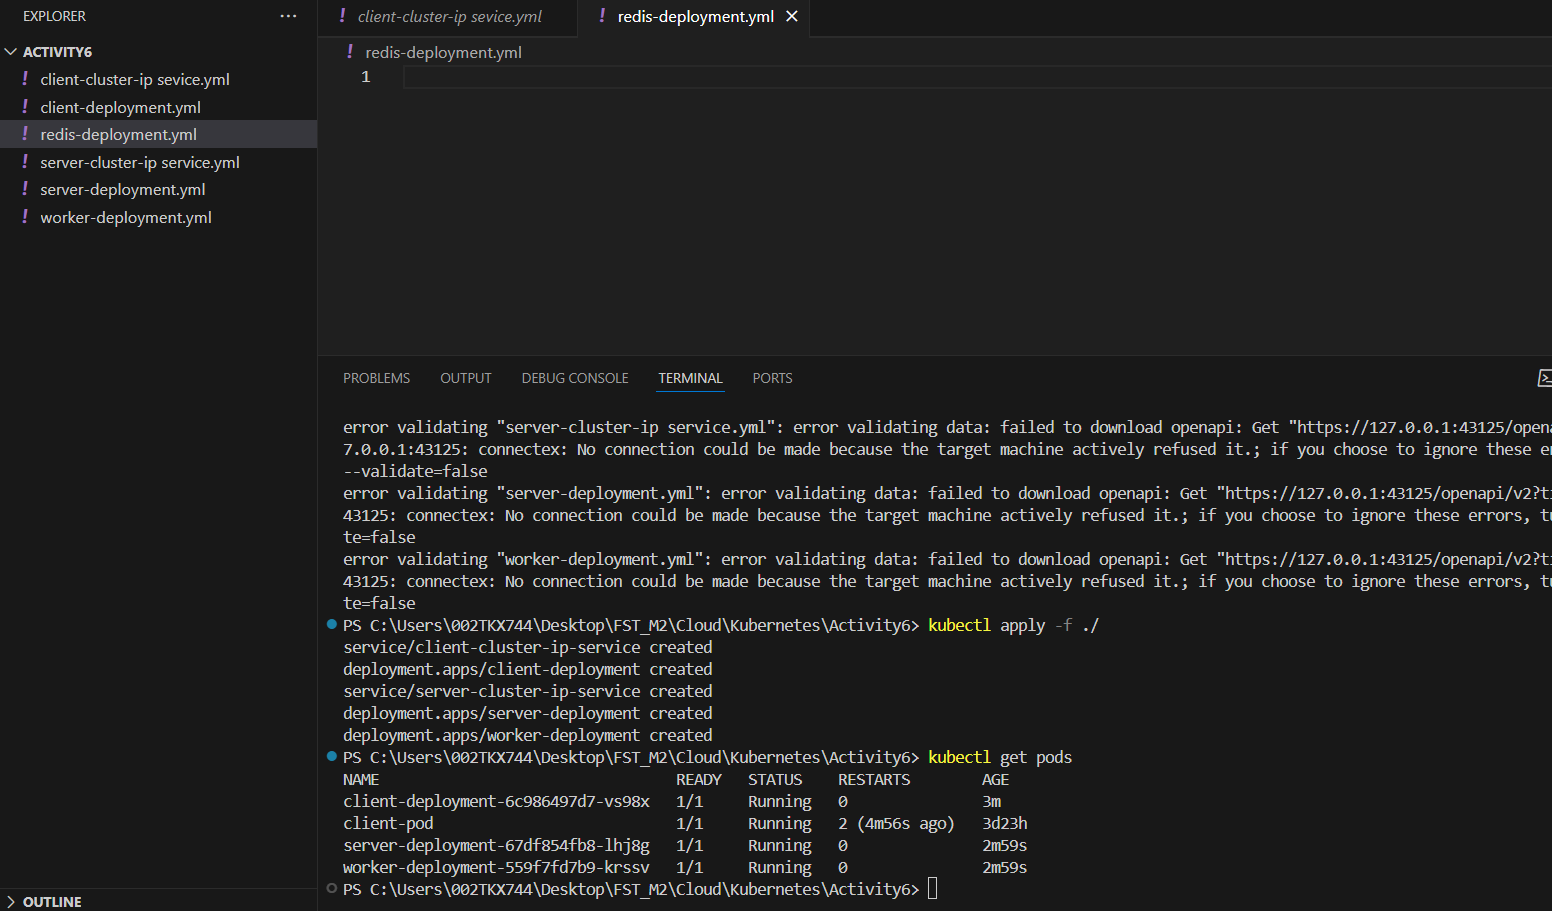 EXPLORER
ACTIVITY6
! client-cluster-ip sevice.yml
! client-deployment.yml
! redis-deployment.yml
! server-cluster-ip service.yml
! server-deployment.yml
! worker-deployment.yml
OUTLINE
! client-cluster-ip sevice.yml
! redis-deployment.yml
! redis-deployment.yml
1
PROBLEMS OUTPUT DEBUG CONSOLE TERMINAL PORTS
error validating "server-cluster-ip service.yml": error validating data: failed to download openapi: Get "https://127.0.0.1:43125/open
7.0.0.1:43125: connectex: No connection could be made because the target machine actively refused it.; if you choose to ignore these
--validate=false
error validating "server-deployment.yml": error validating data: failed to download openapi: Get "https://127.0.0.1:43125/openapi/v2?t
43125: connectex: No connection could be made because the target machine actively refused it.; if you choose to ignore these errors,
te=false
error validating "worker-deployment.yml": error validating data: failed to download openapi: Get "https://127.0.0.1:43125/openapi/v2?t
43125: connectex: No connection could be made because the target machine actively refused it.; if you choose to ignore these errors,
te=false
PS C:\Users\002TKX744\Desktop\FST_M2\Cloud\Kubernetes\Activity6> kubectl apply -f ./
service/client-cluster-ip-service created
deployment.apps/client-deployment created
service/server-cluster-ip-service created
deployment.apps/server-deployment created
deployment.apps/worker-deployment created
PS C:\Users\002TKX744\Desktop\FST_M2\Cloud\Kubernetes\Activity6> kubectl get pods
NAME READY STATUS RESTARTS AGE
client-deployment-6c986497d7-vs98x 1/1 Running 0 3m
client-pod 1/1 Running 2 (4m56s ago) 3d23h
server-deployment-67df854fb8-lhj8g 1/1 Running 0 2m59s
worker-deployment-559f7fd7b9-krssv 1/1 Running 0 2m59s
PS C:\Users\002TKX744\Desktop\FST_M2\Cloud\Kubernetes\Activity6>